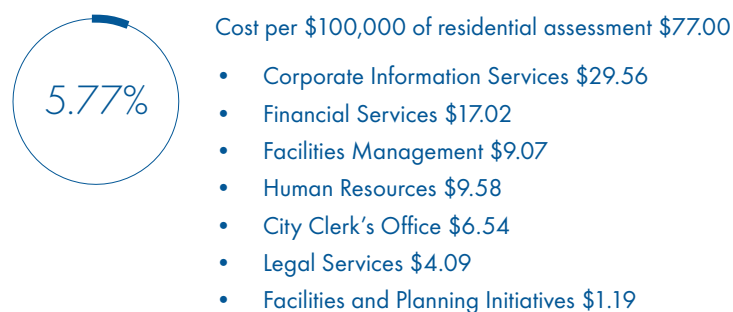 5.77%
Cost per $100,000 of residential assessment $77.00
• Corporate Information Services $29.56
• Financial Services $17.02
• Facilities Management $9.07
• Human Resources $9.58
• City Clerk's Office $6.54
• Legal Services $4.09
• Facilities and Planning Initiatives $1.19